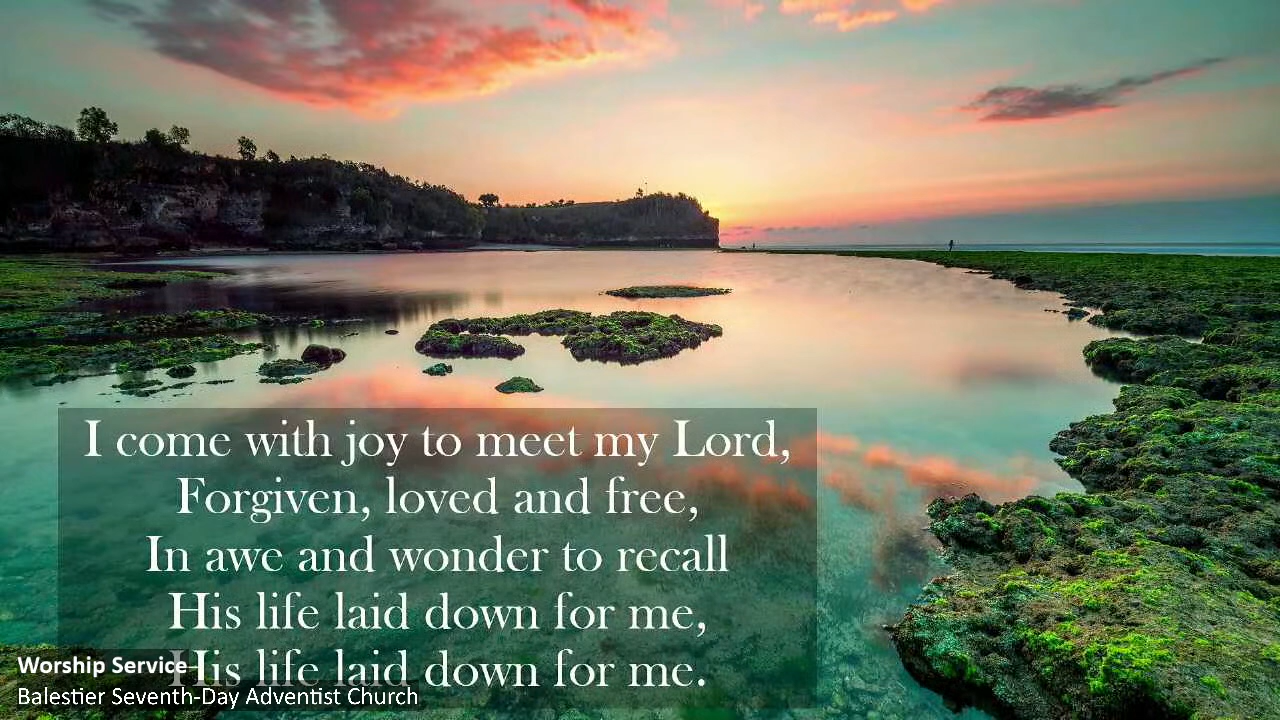 I come with joy to meet my Lord,
Forgiven, loved and free,
In awe and wonder to recall
His life laid down for me,
His life laid down for me.
Worship Service
Balestier Seventh-Day Adventist Church